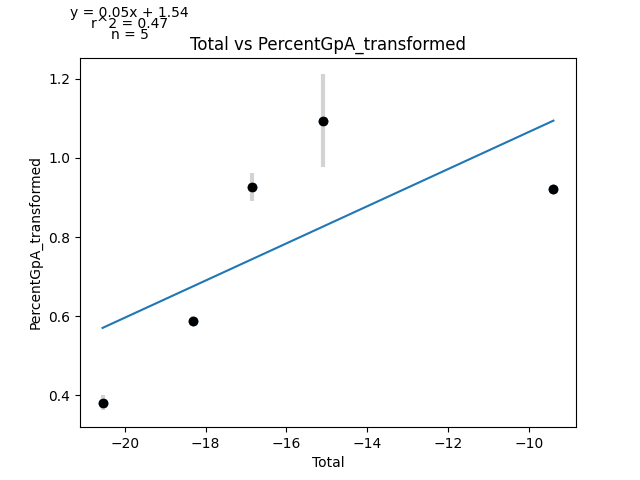 y = 0.05x + 1.54
r^2 = 0.47
n = 5
Total vs PercentGpA_transformed
1.2
1.0
0.8
0.6
0.4
PercentGpA_transformed
−20
−18
−16
−14
−12
−10
Total